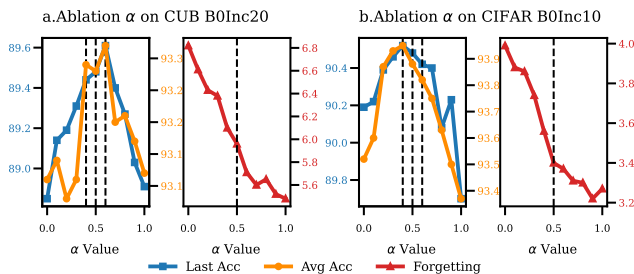 a.Ablation α on CUB B0Inc20
b.Ablation α on CIFAR B0Inc10
89.6
89.4
89.2
89.0
93.3
93.2
93.2
93.1
93.1
6.8
6.6
6.4
6.2
6.0
5.8
5.6
90.4
90.2
90.0
89.8
93.9
93.8
93.7
93.6
93.5
93.4
4.0
3.8
3.6
3.4
3.2
0.0 0.5 1.0
0.0 0.5 1.0
0.0 0.5 1.0
0.0 0.5 1.0
α Value
α Value
α Value
α Value
Last Acc
Avg Acc
Forgetting